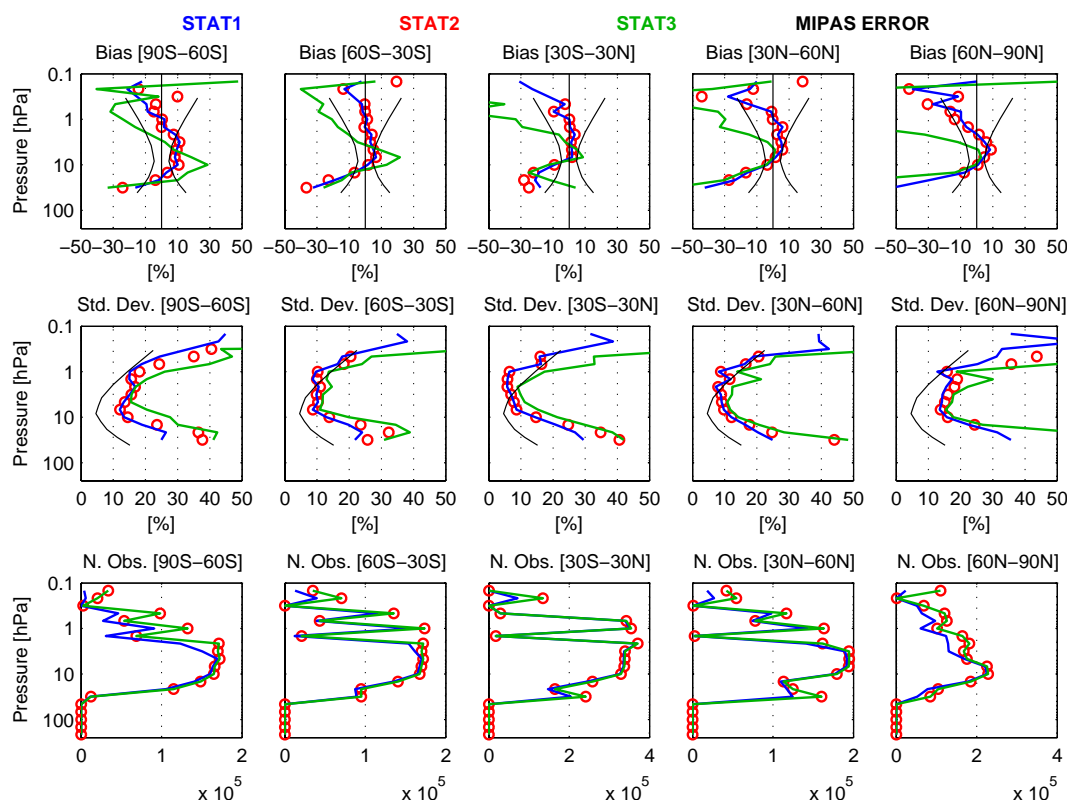 STAT1 STAT2 STAT3 MIPAS ERROR
Bias [90S−60S] Bias [60S−30S] Bias [30S−30N] Bias [30N−60N] Bias [60N−90N]
0.1
1
10
100
Pressure [hPa]
−50−30−10 10 30 50 −50−30−10 10 30 50 −50−30−10 10 30 50 −50−30−10 10 30 50 −50−30−10 10 30 50
[%] [%] [%] [%] [%]
Std. Dev. [90S−60S] Std. Dev. [60S−30S] Std. Dev. [30S−30N] Std. Dev. [30N−60N] Std. Dev. [60N−90N]
0.1
1
10
100
Pressure [hPa]
0 10 20 30 40 50 0 10 20 30 40 50 0 10 20 30 40 50 0 10 20 30 40 50 0 10 20 30 40 50
[%] [%] [%] [%] [%]
N. Obs. [90S−60S] N. Obs. [60S−30S] N. Obs. [30S−30N] N. Obs. [30N−60N] N. Obs. [60N−90N]
0.1
1
10
100
Pressure [hPa]
0 1 2 0 1 2 0 2 4 0 1 2 0 2 4
x 10^5 x 10^5 x 10^5 x 10^5 x 10^5